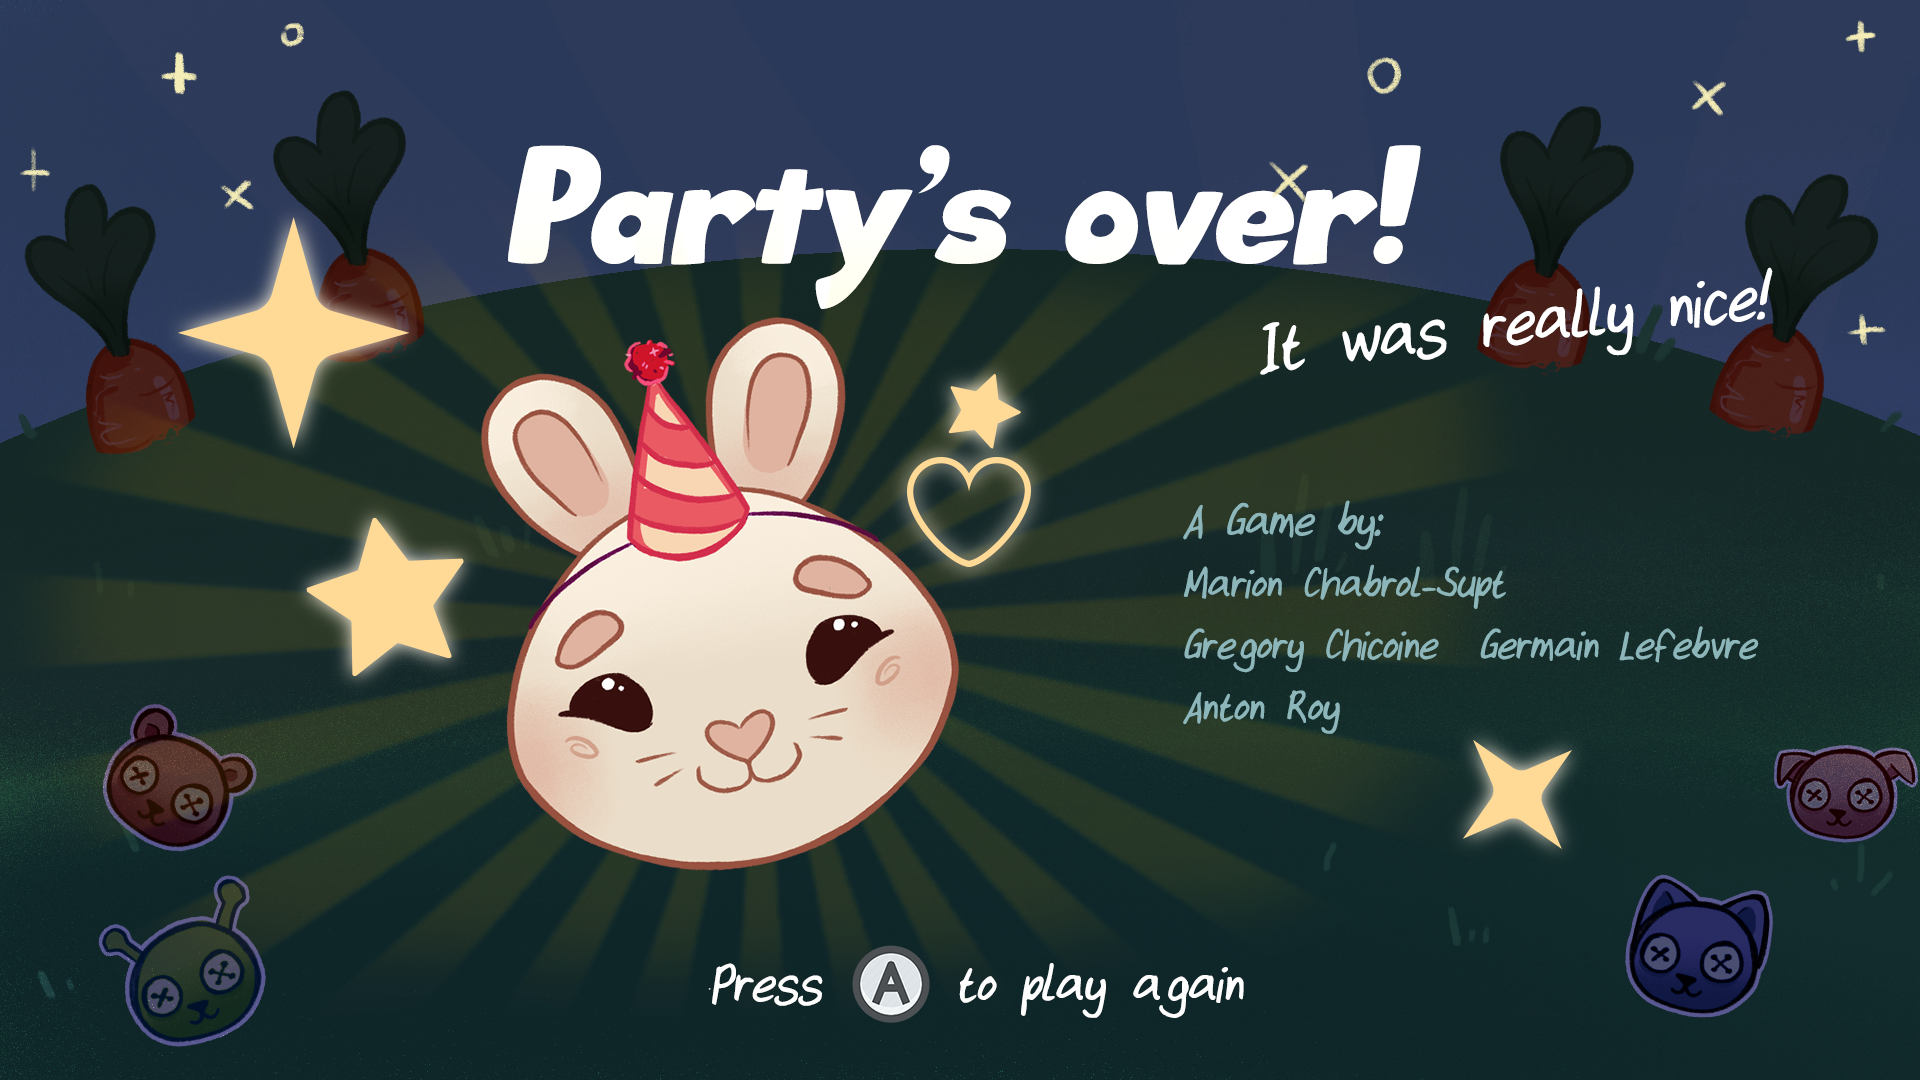 Party's over!
It was really nice!
A Game by:
Marion Chabrol-Supt
Gregory Chicoine Germain Lefebvre
Anton Roy
Press A to play again